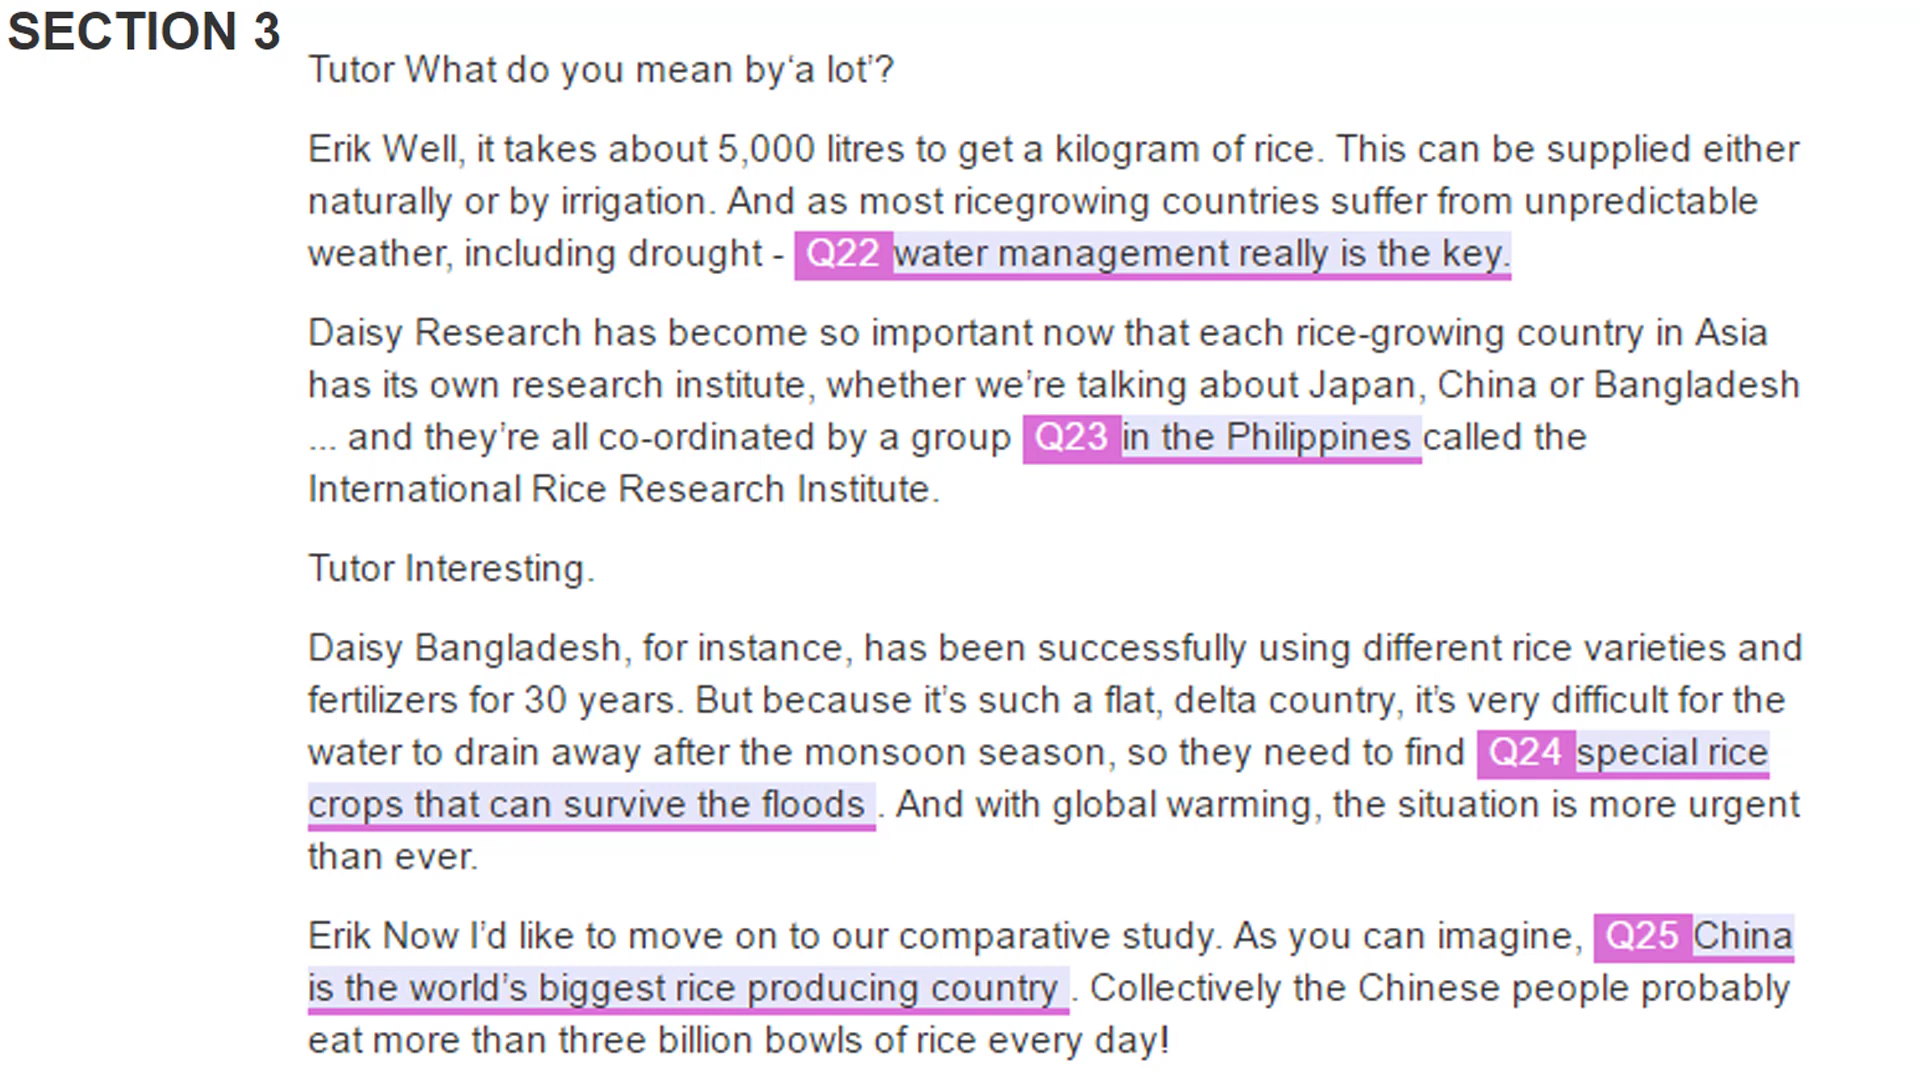 SECTION 3
Tutor What do you mean by‘a lot’?
Erik Well, it takes about 5,000 litres to get a kilogram of rice. This can be supplied either
naturally or by irrigation. And as most ricegrowing countries suffer from unpredictable
weather, including drought - Q22 water management really is the key.
Daisy Research has become so important now that each rice-growing country in Asia
has its own research institute, whether we’re talking about Japan, China or Bangladesh
... and they’re all co-ordinated by a group Q23 in the Philippines called the
International Rice Research Institute.
Tutor Interesting.
Daisy Bangladesh, for instance, has been successfully using different rice varieties and
fertilizers for 30 years. But because it’s such a flat, delta country, it’s very difficult for the
water to drain away after the monsoon season, so they need to find Q24 special rice
crops that can survive the floods . And with global warming, the situation is more urgent
than ever.
Erik Now I’d like to move on to our comparative study. As you can imagine, Q25 China
is the world’s biggest rice producing country . Collectively the Chinese people probably
eat more than three billion bowls of rice every day!